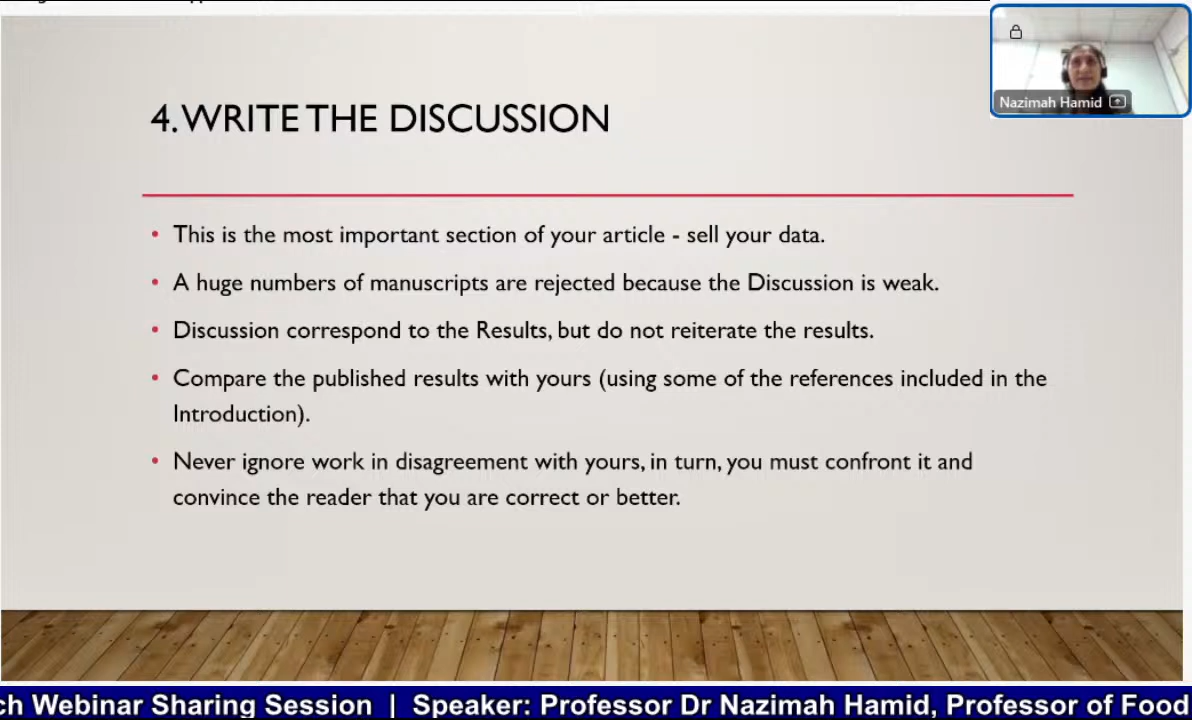 4. WRITE THE DISCUSSION
Nazimah Hamid
• This is the most important section of your article - sell your data.
• A huge numbers of manuscripts are rejected because the Discussion is weak.
• Discussion correspond to the Results, but do not reiterate the results.
• Compare the published results with yours (using some of the references included in the
Introduction).
• Never ignore work in disagreement with yours, in turn, you must confront it and
convince the reader that you are correct or better.
ch Webinar Sharing Session | Speaker: Professor Dr Nazimah Hamid, Professor of Food